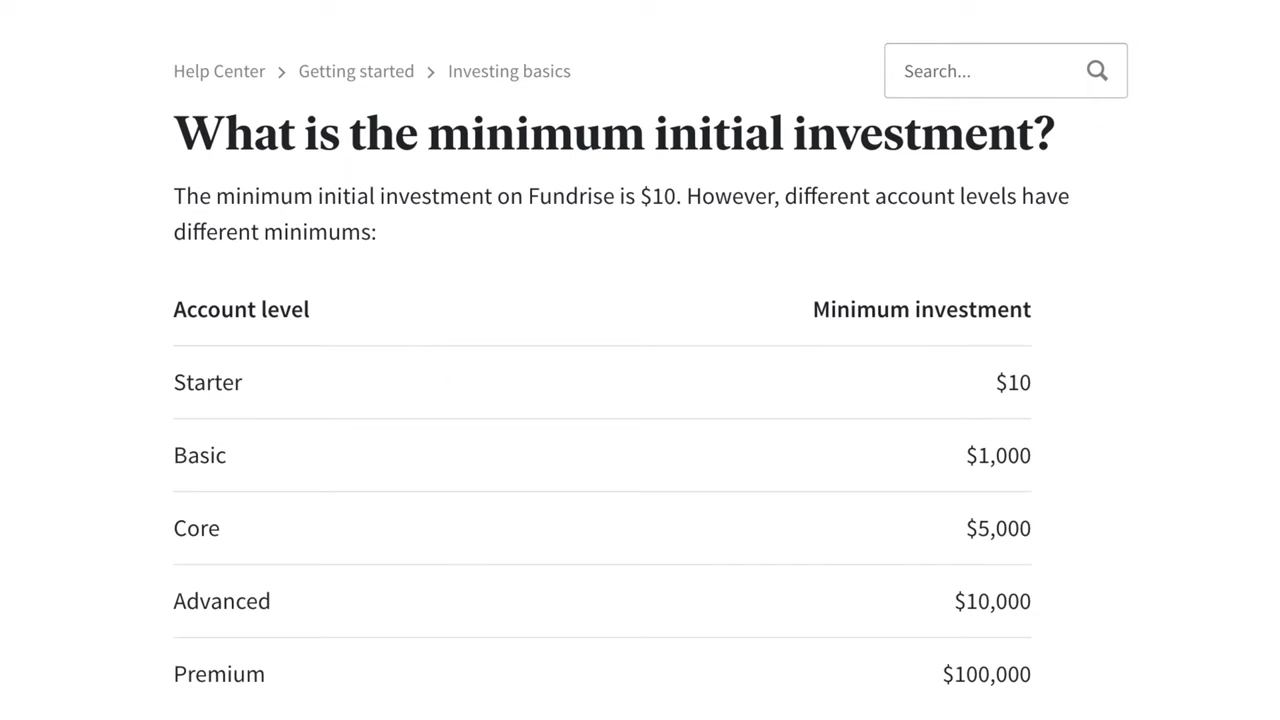 Help Center > Getting started > Investing basics
Search...
What is the minimum initial investment?
The minimum initial investment on Fundrise is $10. However, different account levels have
different minimums:
Account level Minimum investment
Starter $10
Basic $1,000
Core $5,000
Advanced $10,000
Premium $100,000